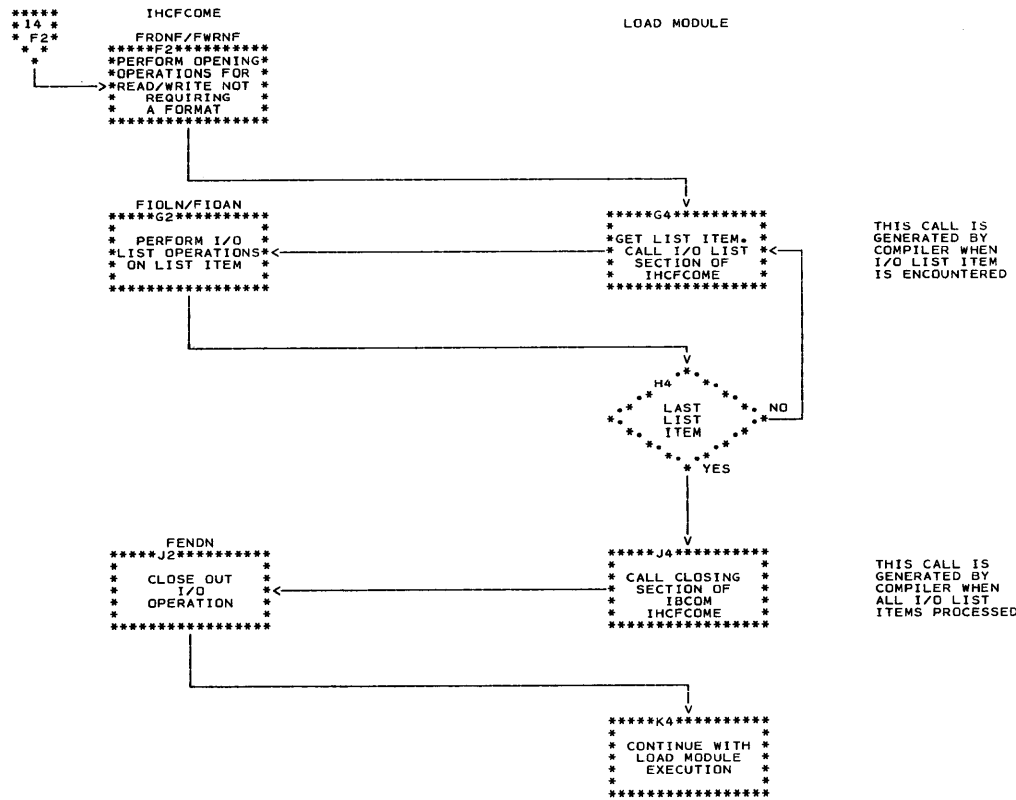 14
F2
IHCFCOME
LOAD MODULE
FRDNF/FWRNF
F2
PERFORM OPENING
OPERATIONS FOR
READ/WRITE NOT
REQUIRING
A FORMAT
FIOLN/FIOAN
G2
PERFORM I/O
LIST OPERATIONS
ON LIST ITEM
G4
GET LIST ITEM.
CALL I/O LIST
SECTION OF
IHCFCOME
THIS CALL IS
GENERATED BY
COMPILER WHEN
I/O LIST ITEM
IS ENCOUNTERED
H4
LAST
LIST
ITEM
NO
YES
FENDN
J2
CLOSE OUT
I/O
OPERATION
J4
CALL CLOSING
SECTION OF
IBCOM
IHCFCOME
THIS CALL IS
GENERATED BY
COMPILER WHEN
ALL I/O LIST
ITEMS PROCESSED
K4
CONTINUE WITH
LOAD MODULE
EXECUTION